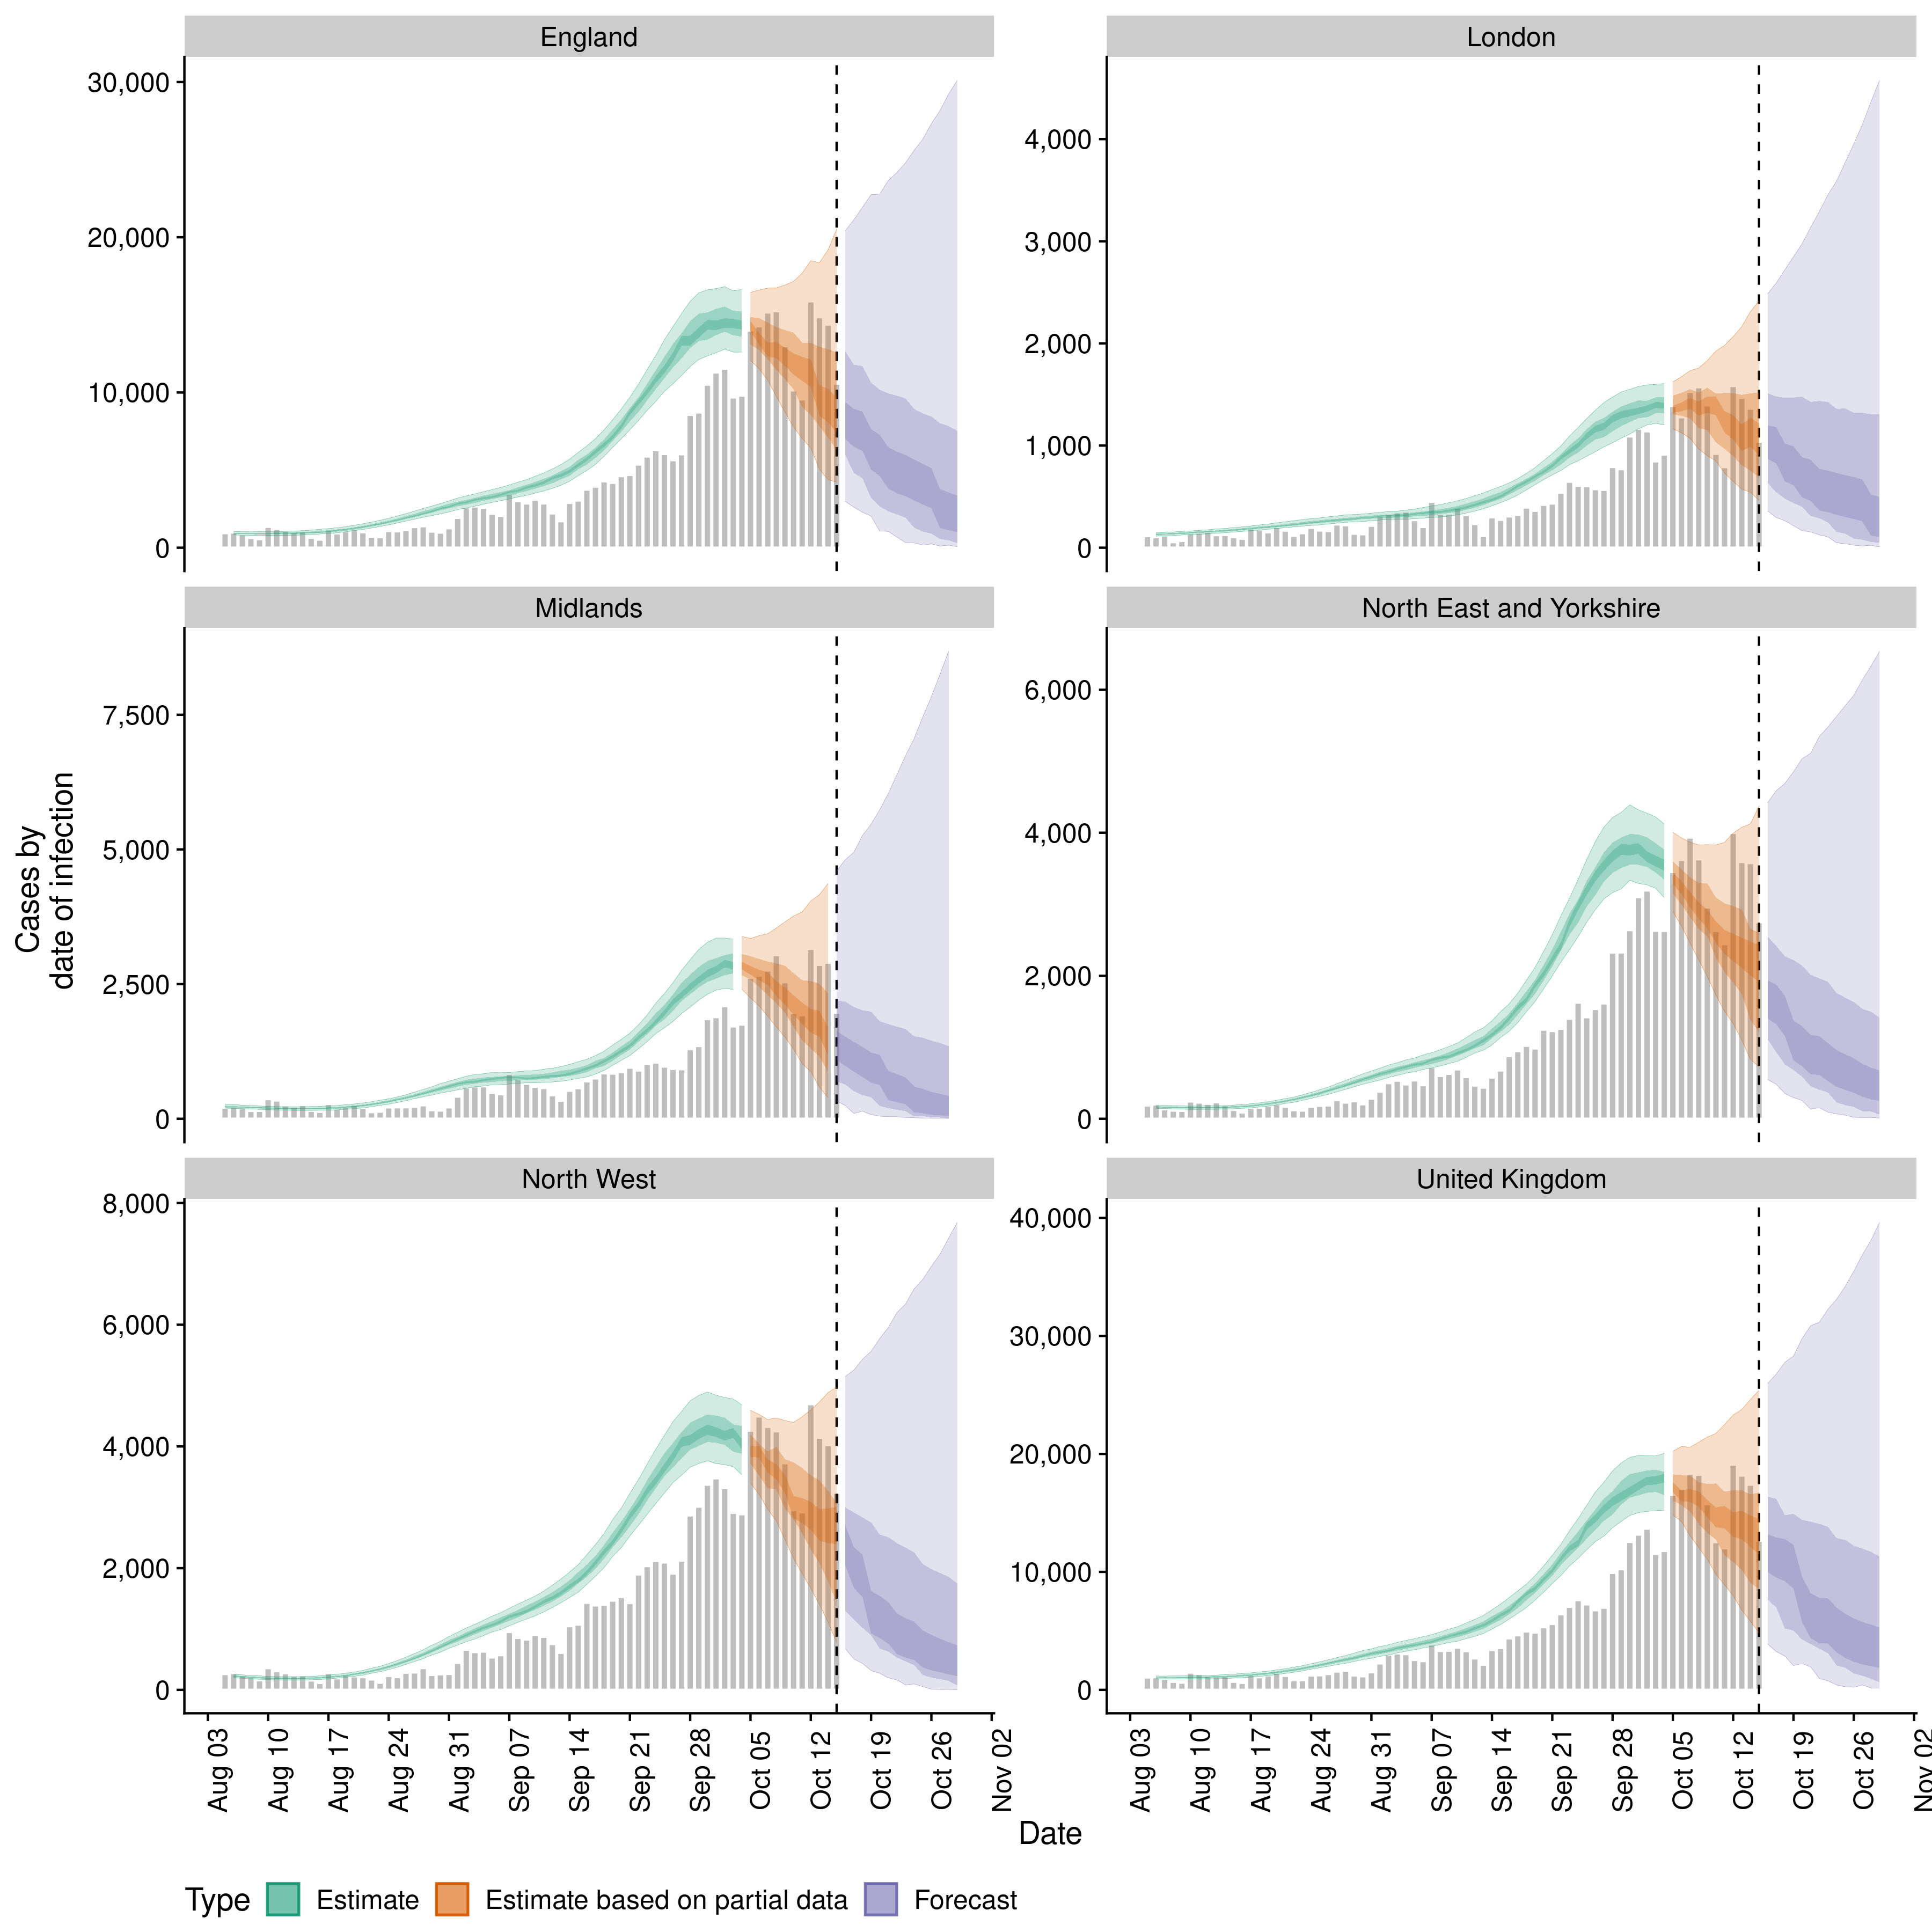 England
London
30,000
20,000
10,000
0
4,000
3,000
2,000
1,000
0
Midlands
North East and Yorkshire
7,500
5,000
2,500
0
6,000
4,000
2,000
0
North West
United Kingdom
8,000
6,000
4,000
2,000
0
40,000
30,000
20,000
10,000
0
Cases by
date of infection
Aug 03
Aug 10
Aug 17
Aug 24
Aug 31
Sep 07
Sep 14
Sep 21
Sep 28
Oct 05
Oct 12
Oct 19
Oct 26
Nov 02
Aug 03
Aug 10
Aug 17
Aug 24
Aug 31
Sep 07
Sep 14
Sep 21
Sep 28
Oct 05
Oct 12
Oct 19
Oct 26
Nov 02
Date
Type Estimate Estimate based on partial data Forecast